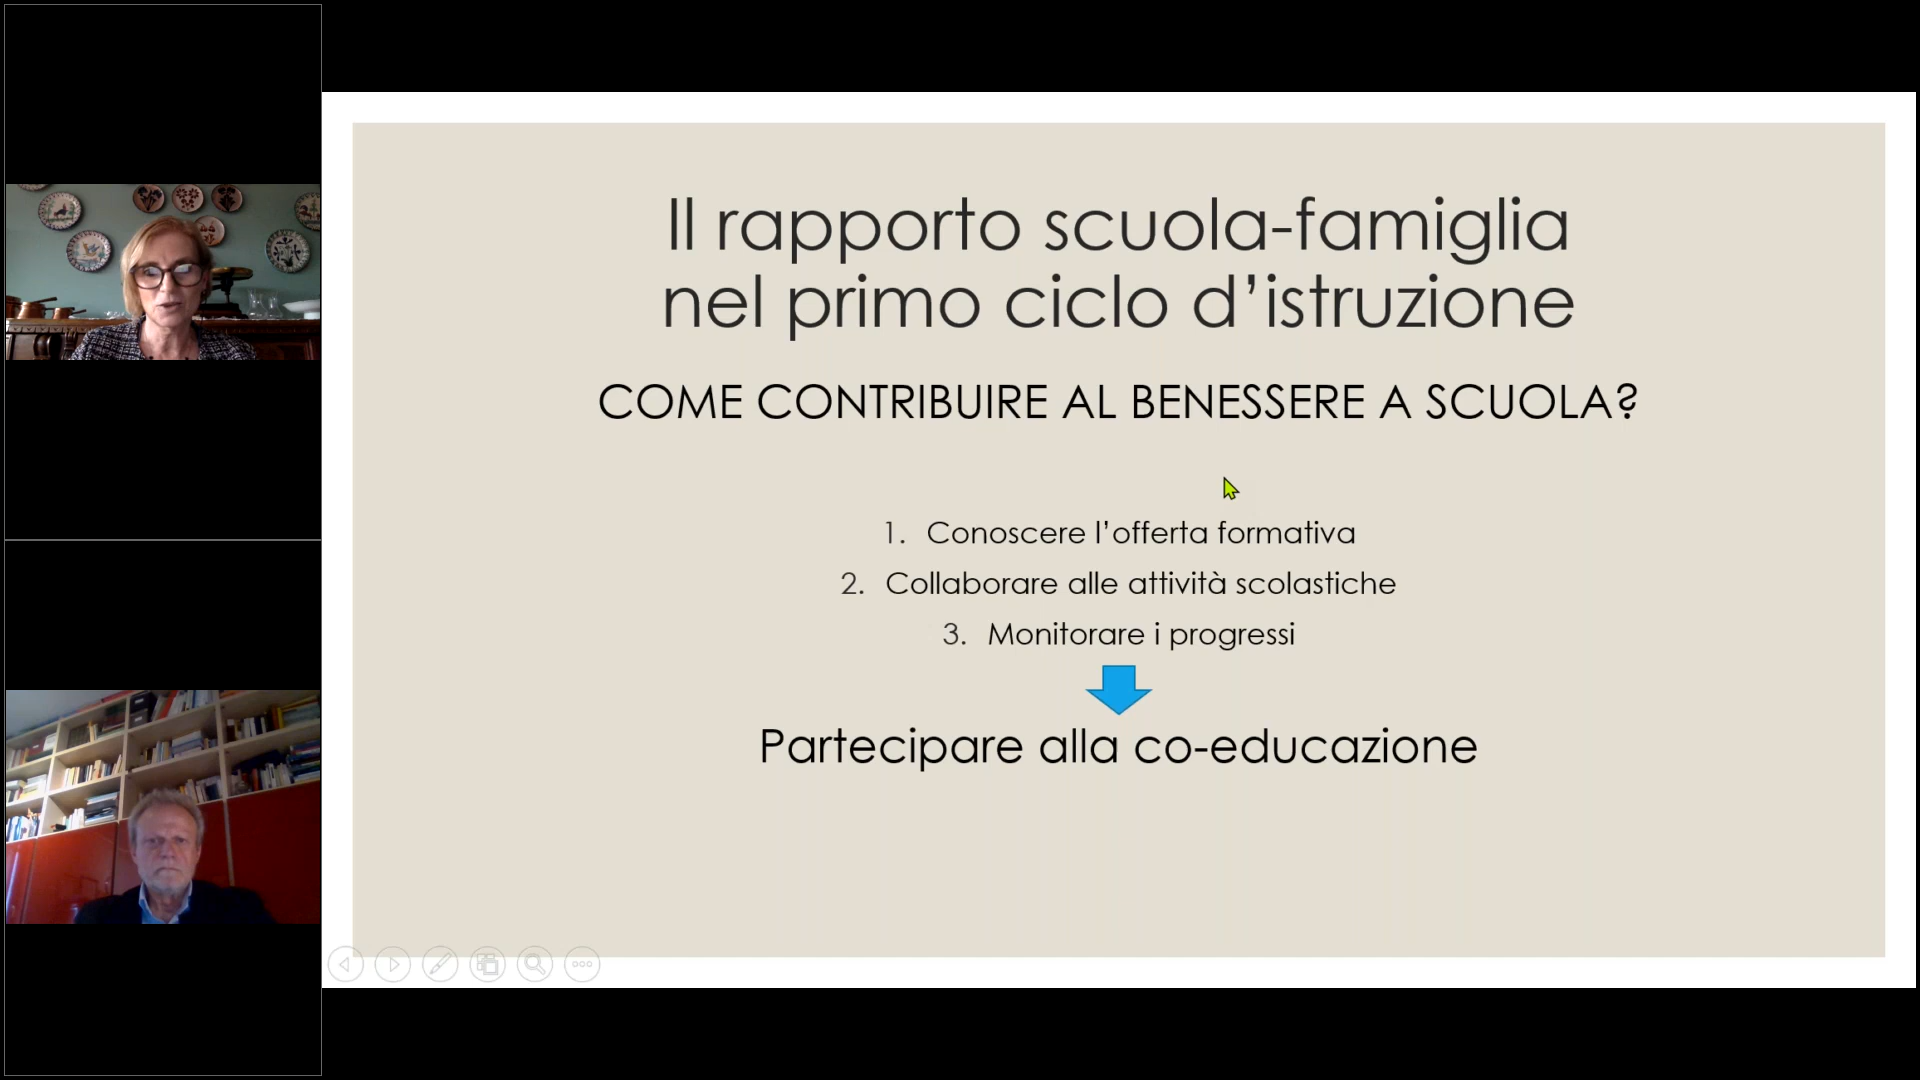 Il rapporto scuola-famiglia
nel primo ciclo d’istruzione
COME CONTRIBUIRE AL BENESSERE A SCUOLA?
1. Conoscere l’offerta formativa
2. Collaborare alle attività scolastiche
3. Monitorare i progressi
Partecipare alla co-educazione